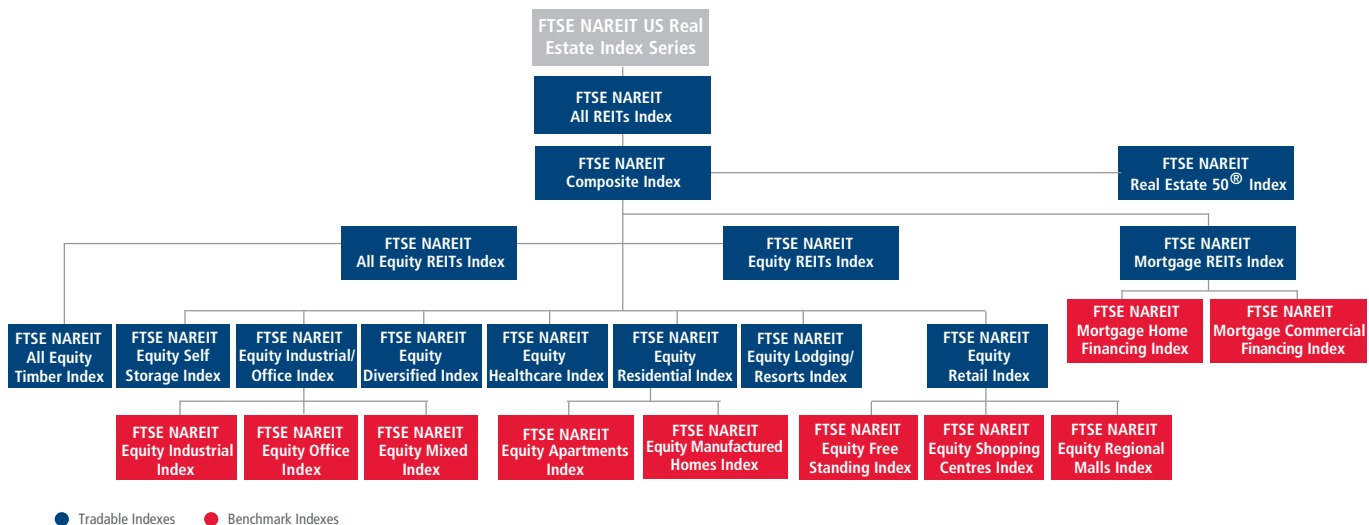 FTSE NAREIT US Real
Estate Index Series
FTSE NAREIT
All REITs Index
FTSE NAREIT
Composite Index
FTSE NAREIT
Real Estate 50® Index
FTSE NAREIT
All Equity REITs Index
FTSE NAREIT
Equity REITs Index
FTSE NAREIT
Mortgage REITs Index
FTSE NAREIT
Mortgage Home
Financing Index
FTSE NAREIT
Mortgage Commercial
Financing Index
FTSE NAREIT
All Equity
Timber Index
FTSE NAREIT
Equity Self
Storage Index
FTSE NAREIT
Equity Industrial/
Office Index
FTSE NAREIT
Equity
Diversified Index
FTSE NAREIT
Equity
Healthcare Index
FTSE NAREIT
Equity
Residential Index
FTSE NAREIT
Equity Lodging/
Resorts Index
FTSE NAREIT
Equity
Retail Index
FTSE NAREIT
Equity Industrial
Index
FTSE NAREIT
Equity Office
Index
FTSE NAREIT
Equity Mixed
Index
FTSE NAREIT
Equity Apartments
Index
FTSE NAREIT
Equity Manufactured
Homes Index
FTSE NAREIT
Equity Free
Standing Index
FTSE NAREIT
Equity Shopping
Centres Index
FTSE NAREIT
Equity Regional
Malls Index
Tradable Indexes
Benchmark Indexes